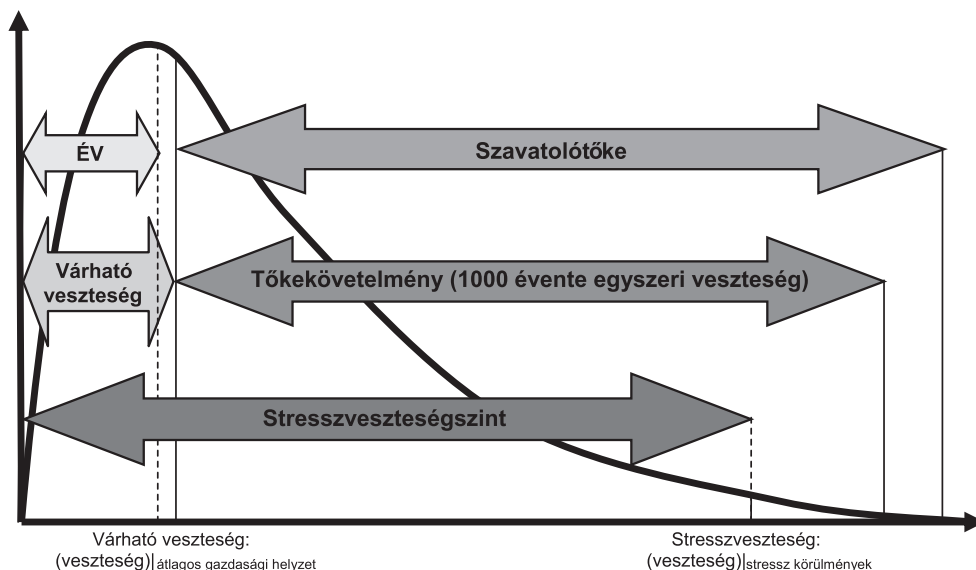 ÉV
Szavatolótőke
Várható
veszteség
Tőkekövetelmény (1000 évente egyszeri veszteség)
Stresszveszteségszint
Várható veszteség:
(veszteség)|átlagos gazdasági helyzet
Stresszveszteség:
(veszteség)|stressz körülmények